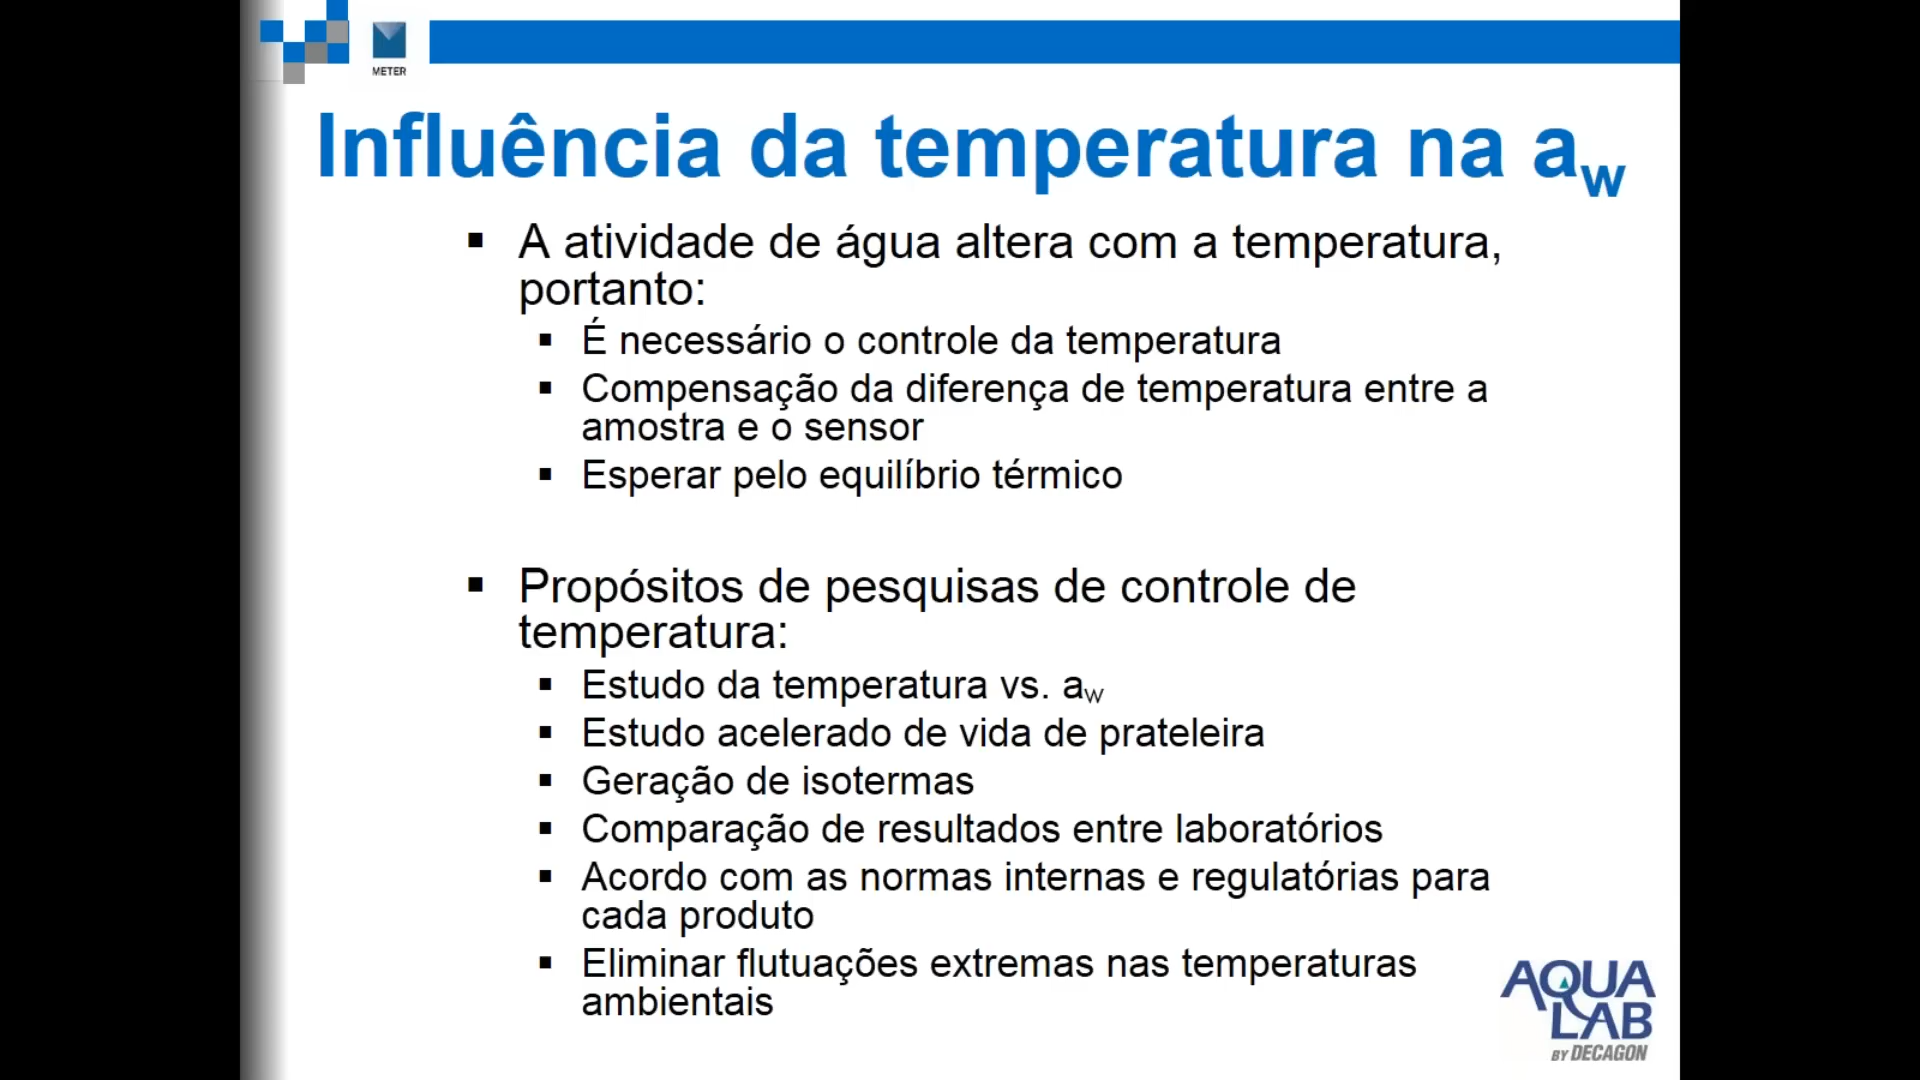 METER
Influência da temperatura na aw
▪ A atividade de água altera com a temperatura,
portanto:
▪ É necessário o controle da temperatura
▪ Compensação da diferença de temperatura entre a
amostra e o sensor
▪ Esperar pelo equilíbrio térmico
▪ Propósitos de pesquisas de controle de
temperatura:
▪ Estudo da temperatura vs. aw
▪ Estudo acelerado de vida de prateleira
▪ Geração de isotermas
▪ Comparação de resultados entre laboratórios
▪ Acordo com as normas internas e regulatórias para
cada produto
▪ Eliminar flutuações extremas nas temperaturas
ambientais
AQUA
LAB
BY DECAGON